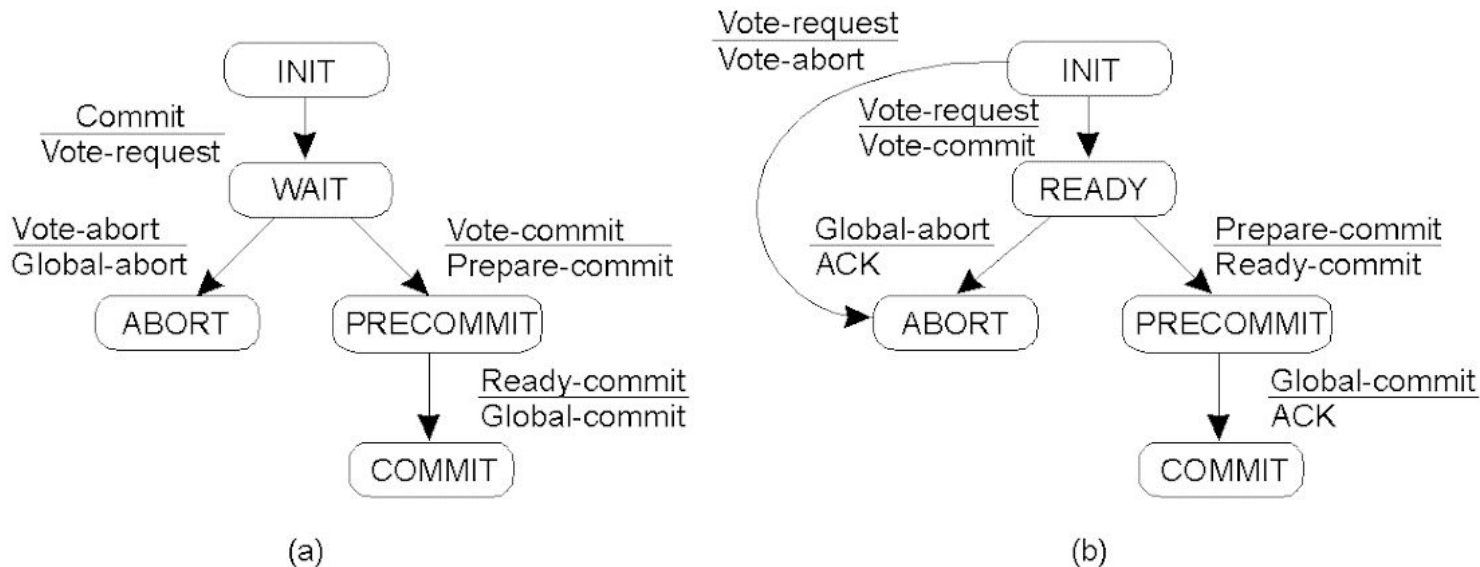 INIT
Commit
Vote-request
WAIT
Vote-abort
Global-abort
Vote-commit
Prepare-commit
ABORT
PRECOMMIT
Ready-commit
Global-commit
COMMIT
(a)
Vote-request
Vote-abort
INIT
Vote-request
Vote-commit
READY
Global-abort
ACK
Prepare-commit
Ready-commit
ABORT
PRECOMMIT
Global-commit
ACK
COMMIT
(b)